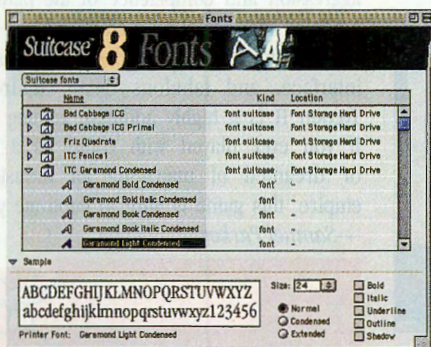 Fonts
Suitcase™ 8 Fonts AA
Suitcase fonts
Name Kind Location
Bad Cabbage ICG font suitcase Font Storage Hard Drive
Bad Cabbage ICG Primal font suitcase Font Storage Hard Drive
Friz Quadrata font suitcase Font Storage Hard Drive
ITC Fenice1 font suitcase Font Storage Hard Drive
ITC Garamond Condensed font suitcase Font Storage Hard Drive
Garamond Bold Condensed font -
Garamond Bold Italic Condensed font -
Garamond Book Condensed font -
Garamond Book Italic Condensed font -
Garamond Light Condensed font -
Sample
ABCDEFGHIJKLMNOPQRSTUVWXYZ
abcdefghijklmnopqrstuvwxyz123456
Printer Font: Garamond Light Condensed
Size: 24
Normal
Condensed
Extended
Bold
Italic
Underline
Outline
Shadow